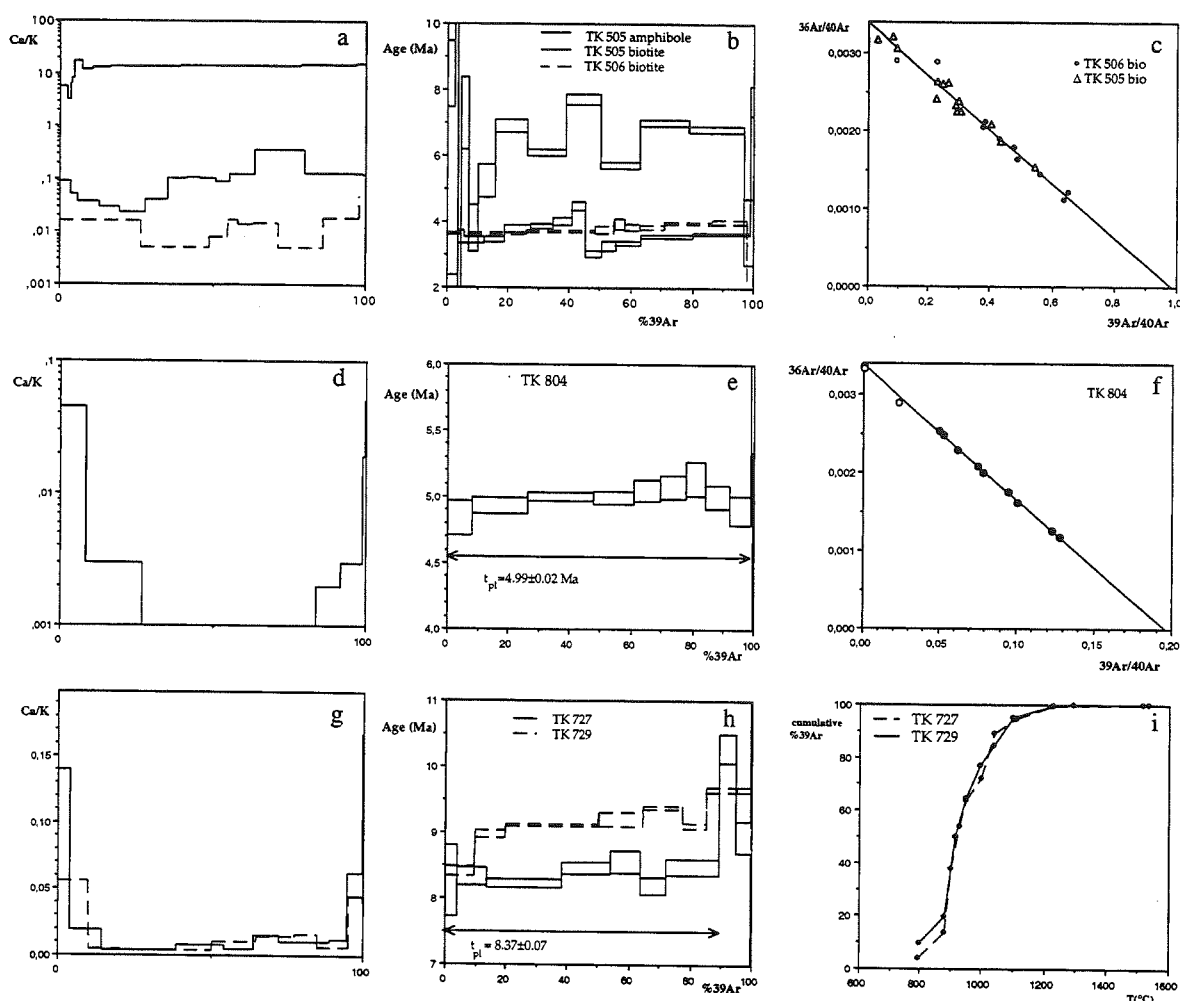 100
Ca/K
10
1
,1
,01
,001
0
100
a
10
Age (Ma)
8
6
4
2
0
20
40
60
80
100
%39Ar
b
TK 505 amphibole
TK 505 biotite
TK 506 biotite
36Ar/40Ar
0,0030
0,0020
0,0010
0,0000
0,0
0,2
0,4
0,6
0,8
1,0
39Ar/40Ar
c
TK 506 bio
TK 505 bio
,1
Ca/K
,01
,001
0
100
d
6,0
Age (Ma)
5,5
5,0
4,5
4,0
0
20
40
60
80
100
%39Ar
TK 804
e
t pl =4.99±0.02 Ma
36Ar/40Ar
0,003
0,002
0,001
0,000
0,00
0,05
0,10
0,15
0,20
39Ar/40Ar
TK 804
f
Ca/K
0,15
0,10
0,05
0,00
0
100
g
11
Age (Ma)
10
9
8
7
0
20
40
60
80
100
%39Ar
TK 727
TK 729
h
t pl = 8.37±0.07
100
cumulative
%39Ar
80
60
40
20
0
600
800
1000
1200
1400
1600
T(°C)
TK 727
TK 729
i